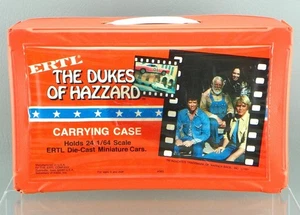 ERTL
THE DUKES
OF HAZZARD
CARRYING CASE
Holds 24 1/64 Scale
ERTL Die-Cast Miniature Cars.